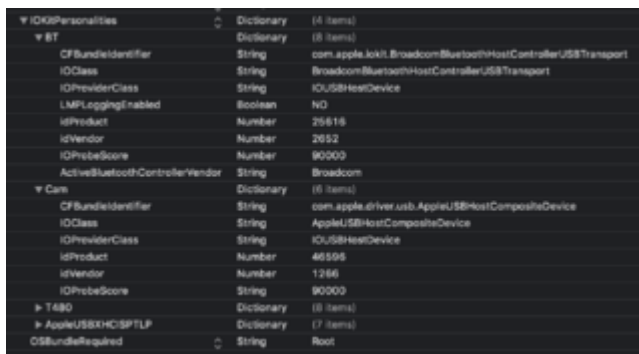 IOKitPersonalities Dictionary (4 items)
BT Dictionary (8 items)
CFBundleIdentifier String com.apple.iokit.BroadcomBluetoothHostControllerUSBTransport
IOClass String BroadcomBluetoothHostControllerUSBTransport
IOProviderClass String IOUSBHostDevice
LMPLoggingEnabled Boolean NO
idProduct Number 25616
idVendor Number 2652
IOProbeScore Number 90000
ActiveBluetoothControllerVendor String Broadcom
Cam Dictionary (6 items)
CFBundleIdentifier String com.apple.driver.usb.AppleUSBHostCompositeDevice
IOClass String AppleUSBHostCompositeDevice
IOProviderClass String IOUSBHostDevice
idProduct Number 46596
idVendor Number 1266
IOProbeScore Number 90000
T480 Dictionary (8 items)
AppleUSBXHCISPTLP Dictionary (7 items)
OSBundleRequired String Root